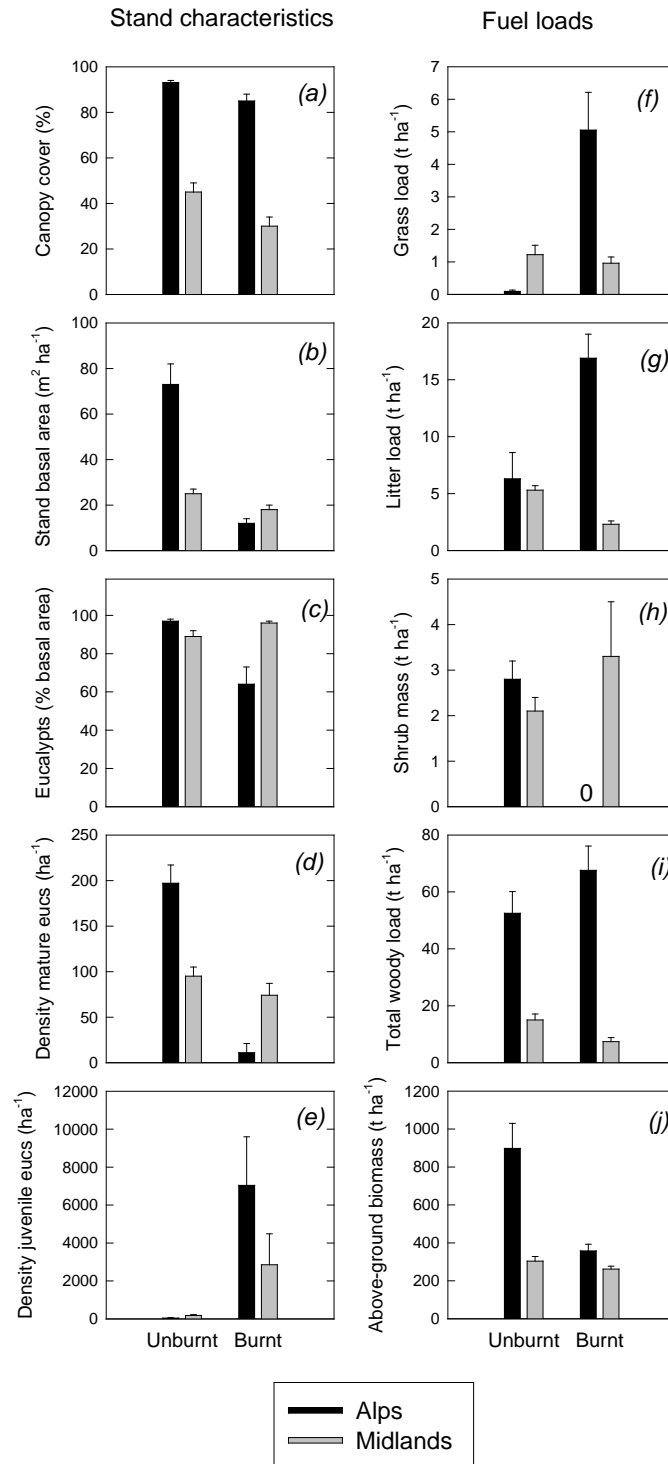 Stand characteristics
Fuel loads
(a)
Canopy cover (%)
100
80
60
40
20
0
(f)
Grass load (t ha-1)
7
6
5
4
3
2
1
0
(b)
Stand basal area (m2 ha-1)
100
80
60
40
20
0
(g)
Litter load (t ha-1)
20
15
10
5
0
(c)
Eucalypts (% basal area)
100
80
60
40
20
0
(h)
Shrub mass (t ha-1)
5
4
3
2
1
0
0
(d)
Density mature eucs (ha-1)
250
200
150
100
50
0
(i)
Total woody load (t ha-1)
80
60
40
20
0
(e)
Density juvenile eucs (ha-1)
12000
10000
8000
6000
4000
2000
0
Unburnt Burnt
(j)
Above-ground biomass (t ha-1)
1200
1000
800
600
400
200
0
Unburnt Burnt
Alps
Midlands